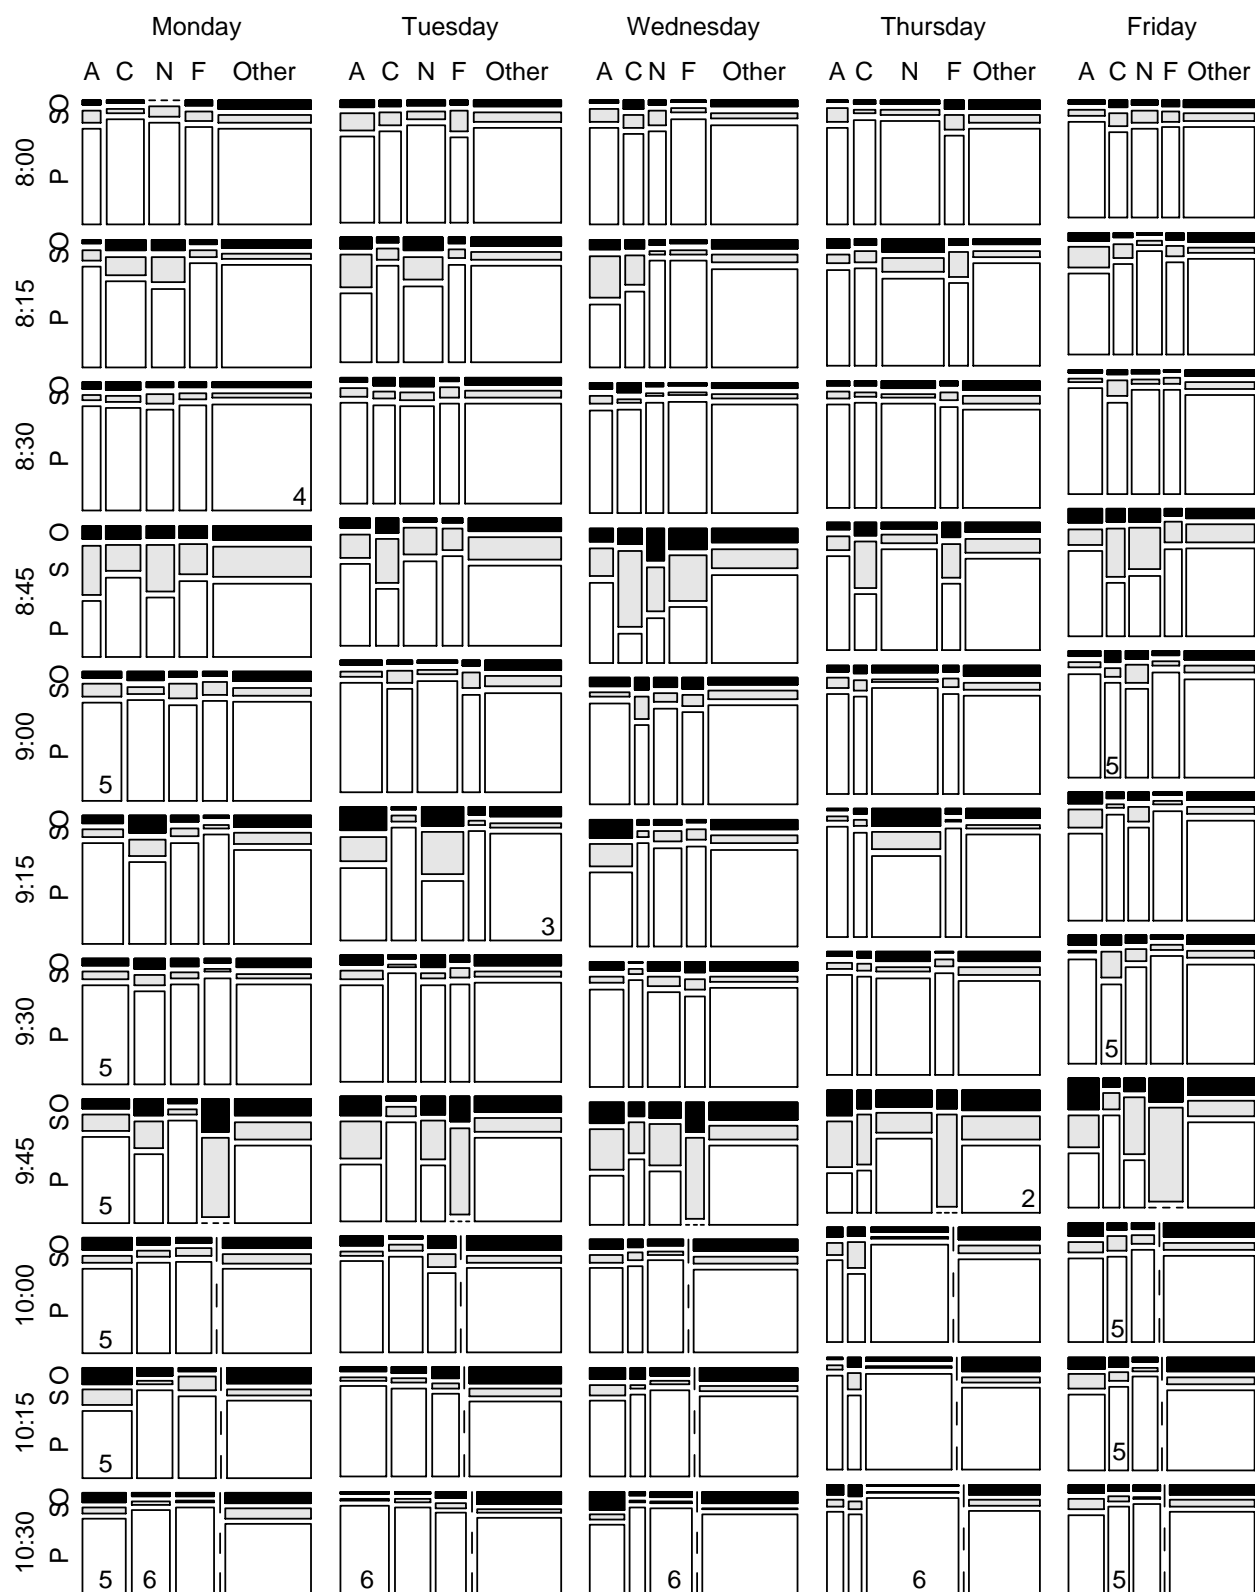 Monday Tuesday Wednesday Thursday Friday
A C N F Other A C N F Other A C N F Other A C N F Other A C N F Other
8:00 P S O
8:15 P S O
8:30 P S O
4
8:45 P S O
9:00 P S O
5 5
9:15 P S O
3
9:30 P S O
5 5
9:45 P S O
5 2
10:00 P S O
5 5
10:15 P S O
5 5
10:30 P S O
5 6 6 6 6 5